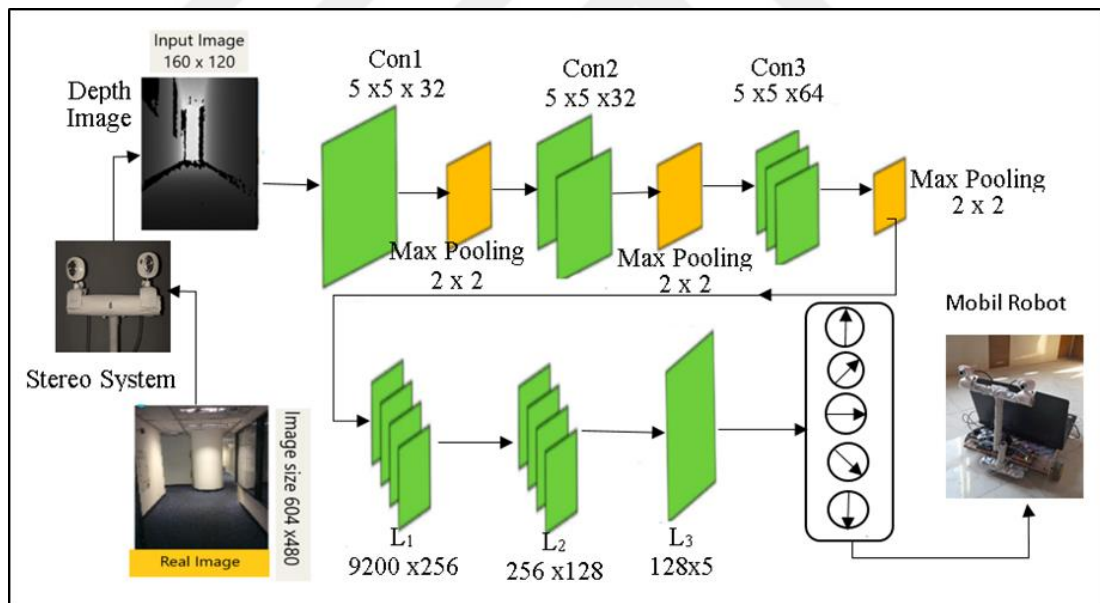 Input Image
160 x 120
Depth
Image
Con1
5 x5 x 32
Con2
5 x5 x32
Con3
5 x5 x64
Max Pooling
2 x 2
Max Pooling
2 x 2
Max Pooling
2 x 2
Stereo System
Real Image
Image size 604 x480
L1
9200 x256
L2
256 x128
L3
128x5
Mobil Robot